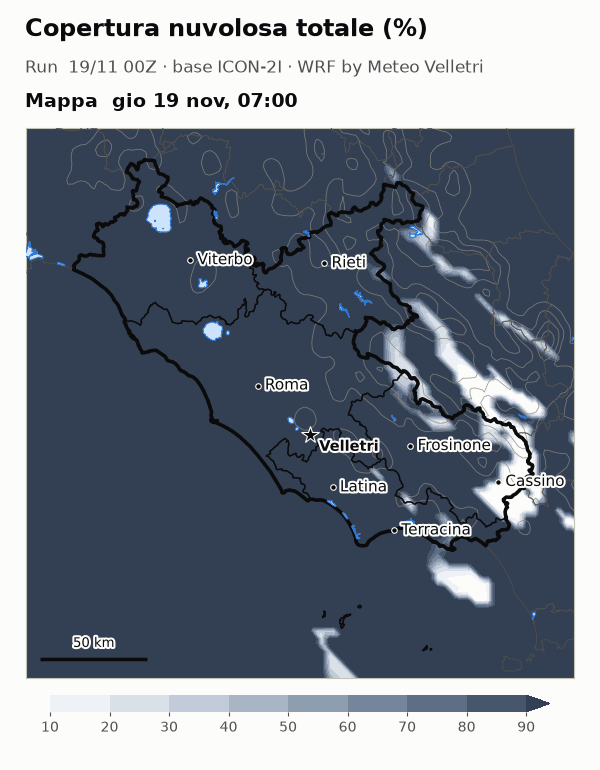 Copertura nuvolosa totale (%)
Run  19/11 00Z · base ICON-2I · WRF by Meteo Velletri
Mappa  gio 19 nov, 07:00
Viterbo
Rieti
Roma
Velletri
Frosinone
Cassino
Latina
Terracina
50 km
10 20 30 40 50 60 70 80 90